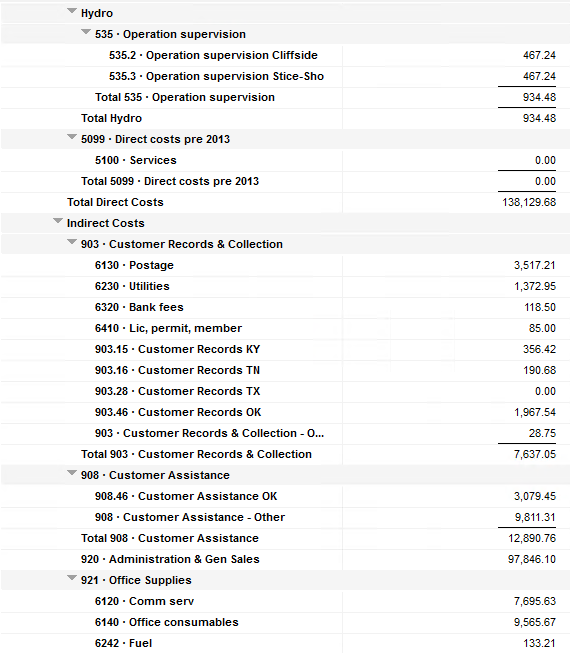 Hydro
535 · Operation supervision
535.2 · Operation supervision Cliffside 467.24
535.3 · Operation supervision Stice-Sho 467.24
Total 535 · Operation supervision 934.48
Total Hydro 934.48
5099 · Direct costs pre 2013
5100 · Services 0.00
Total 5099 · Direct costs pre 2013 0.00
Total Direct Costs 138,129.68
Indirect Costs
903 · Customer Records & Collection
6130 · Postage 3,517.21
6230 · Utilities 1,372.95
6320 · Bank fees 118.50
6410 · Lic, permit, member 85.00
903.15 · Customer Records KY 356.42
903.16 · Customer Records TN 190.68
903.28 · Customer Records TX 0.00
903.46 · Customer Records OK 1,967.54
903 · Customer Records & Collection - O... 28.75
Total 903 · Customer Records & Collection 7,637.05
908 · Customer Assistance
908.46 · Customer Assistance OK 3,079.45
908 · Customer Assistance - Other 9,811.31
Total 908 · Customer Assistance 12,890.76
920 · Administration & Gen Sales 97,846.10
921 · Office Supplies
6120 · Comm serv 7,695.63
6140 · Office consumables 9,565.67
6242 · Fuel 133.21